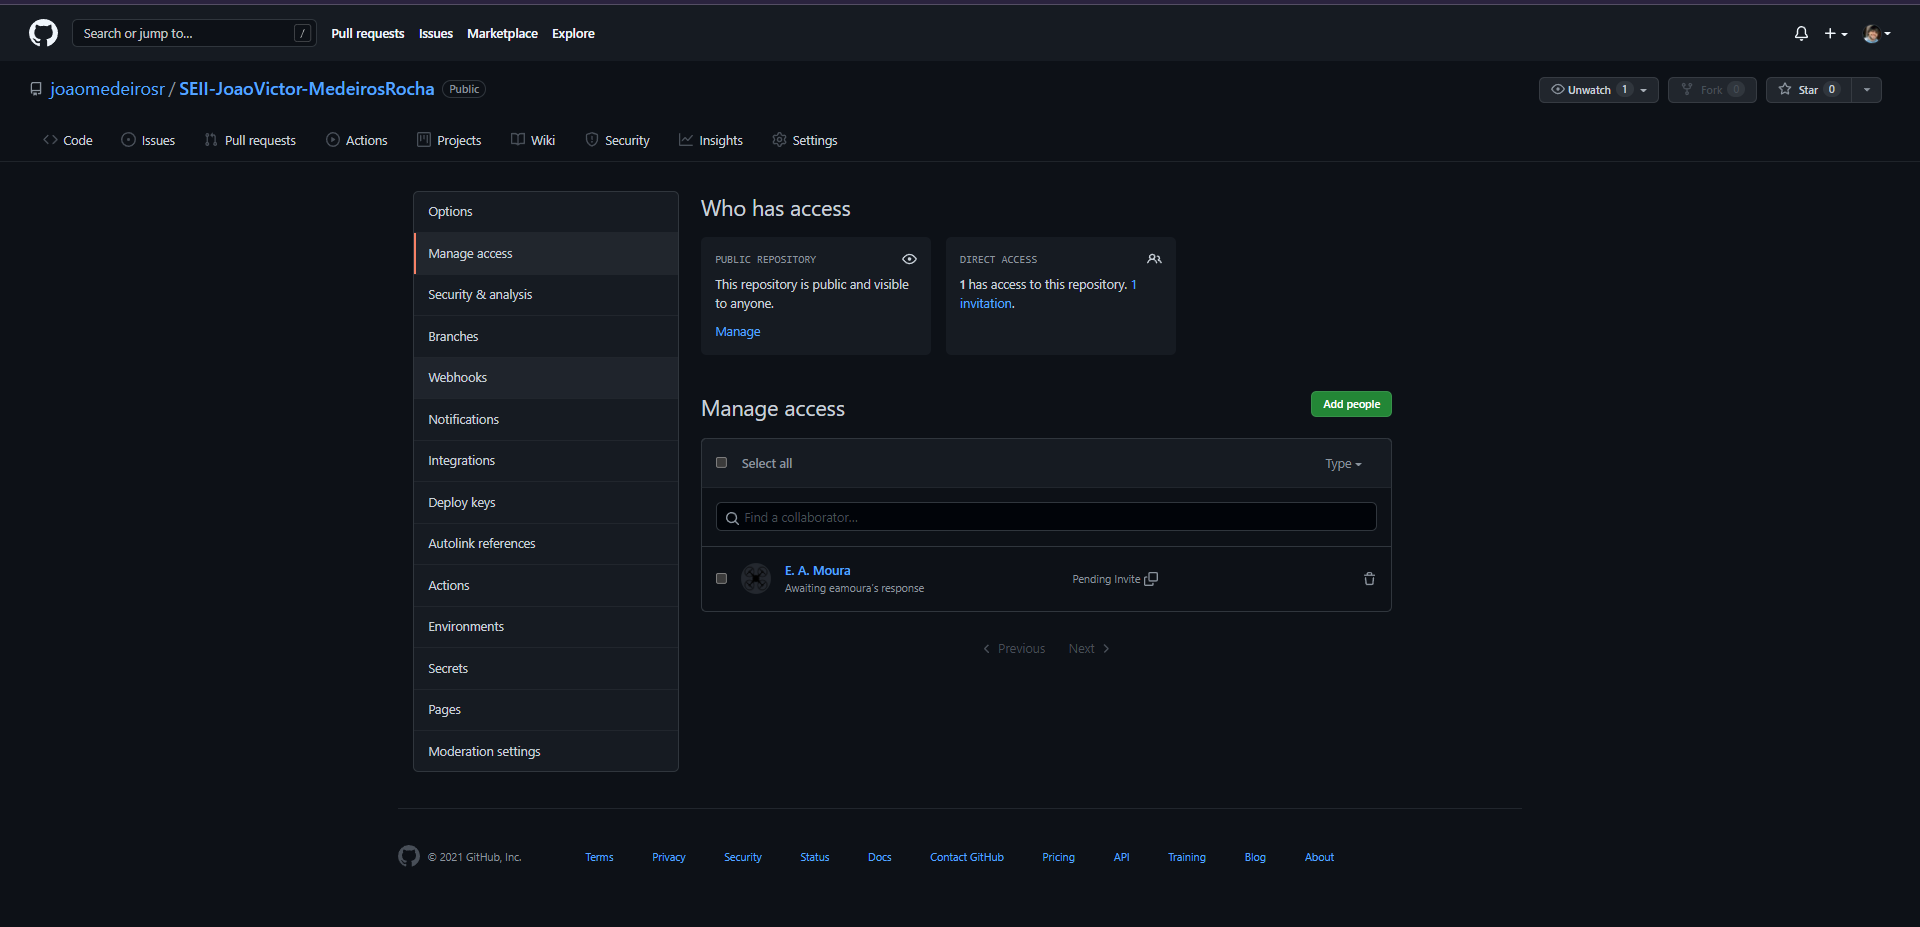 Search or jump to... /
Pull requests Issues Marketplace Explore
joaomedeirosr / SEII-JoaoVictor-MedeirosRocha Public
Unwatch 1 Fork 0 Star 0
Code Issues Pull requests Actions Projects Wiki Security Insights Settings
Options
Manage access
Security & analysis
Branches
Webhooks
Notifications
Integrations
Deploy keys
Autolink references
Actions
Environments
Secrets
Pages
Moderation settings
Who has access
PUBLIC REPOSITORY
This repository is public and visible
to anyone.
Manage
DIRECT ACCESS
1 has access to this repository. 1
invitation.
Manage access
Add people
Select all Type
Find a collaborator...
E. A. Moura
Awaiting eamoura's response
Pending Invite
Previous Next
© 2021 GitHub, Inc. Terms Privacy Security Status Docs Contact GitHub Pricing API Training Blog About